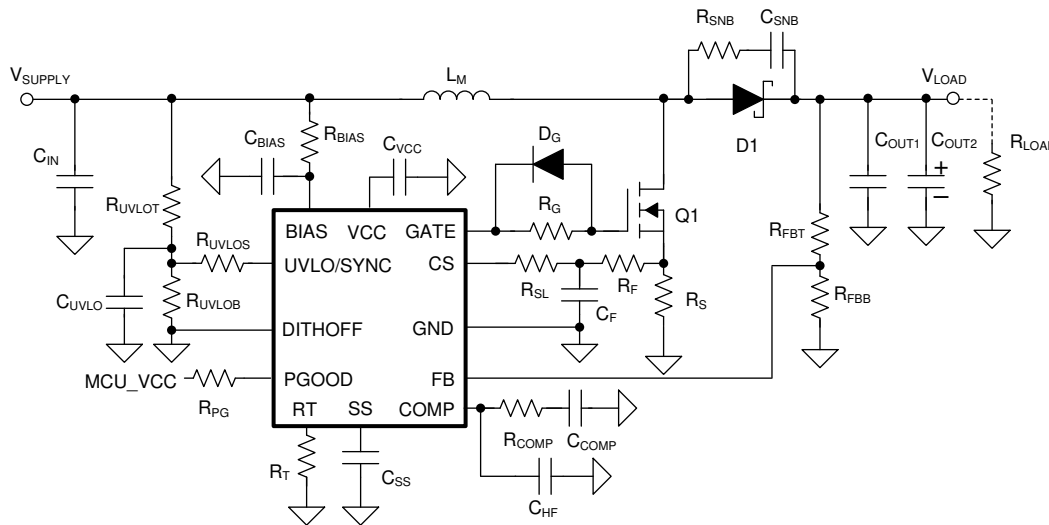 RSNB
CSNB
VSUPPLY
LM
VLOAD
CIN
CBIAS
RBIAS
CVCC
DG
D1
COUT1
COUT2
RLOAD
+
–
RUVLOT
RG
Q1
BIAS
VCC
GATE
RUVLOS
UVLO/SYNC
CS
RSL
RF
RFBT
CUVLO
RUVLOB
CF
RS
RFBB
DITHOFF
GND
MCU_VCC
PGOOD
FB
RPG
RT
SS
COMP
RCOMP
CCOMP
RT
CSS
CHF